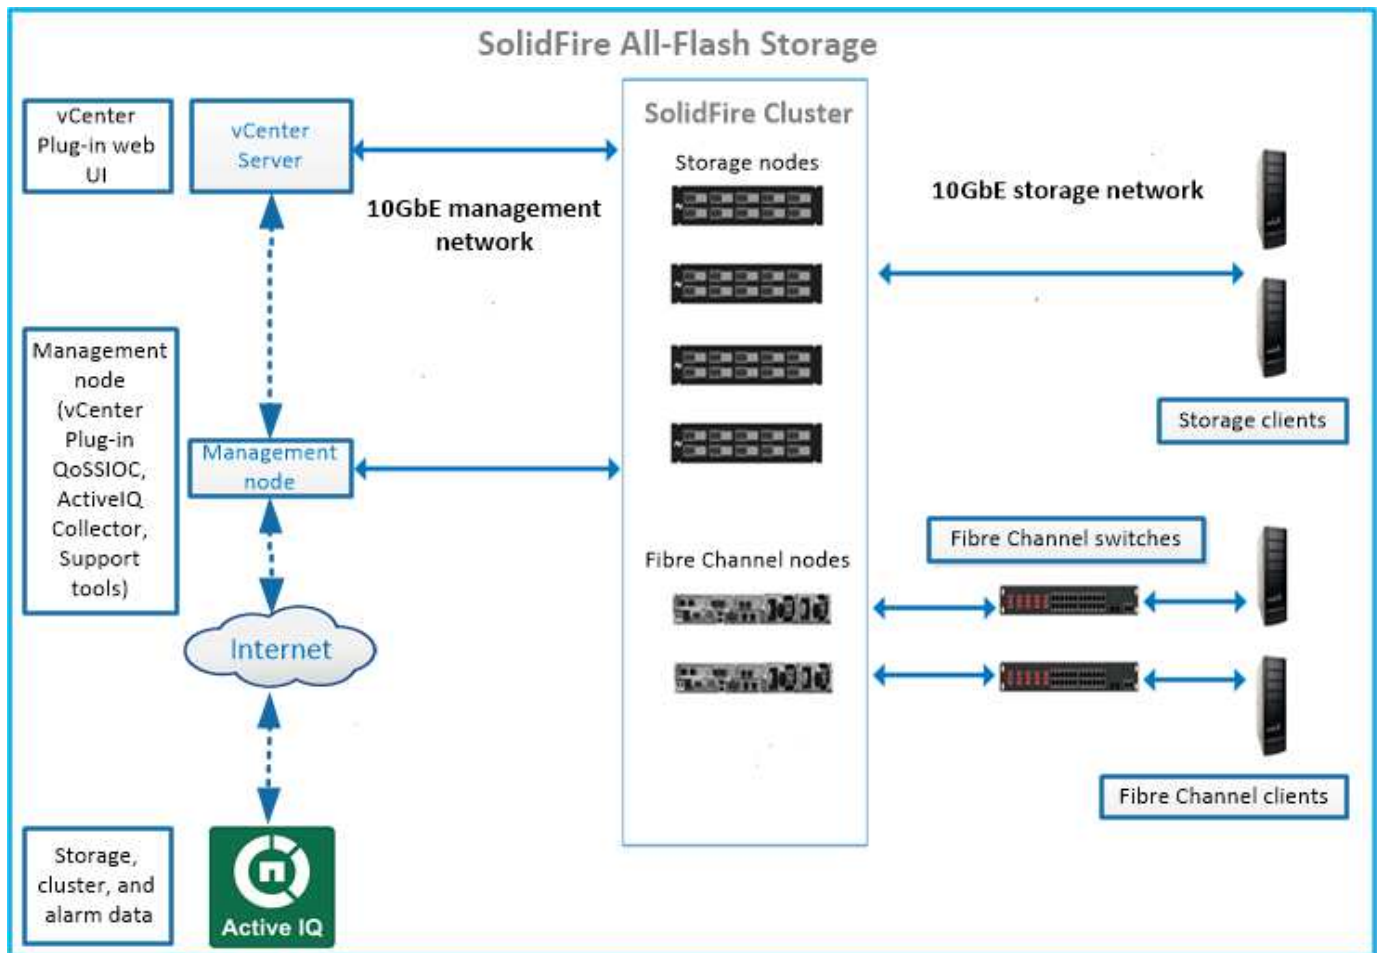 SolidFire All-Flash Storage
vCenter
Plug-in web
UI
vCenter
Server
10GbE management
network
SolidFire Cluster
Storage nodes
10GbE storage network
Storage clients
Management
node
(vCenter
Plug-in
QoSSIOC,
ActiveIQ
Collector,
Support
tools)
Management
node
Fibre Channel nodes
Fibre Channel switches
Internet
Fibre Channel clients
Storage,
cluster, and
alarm data
Active IQ